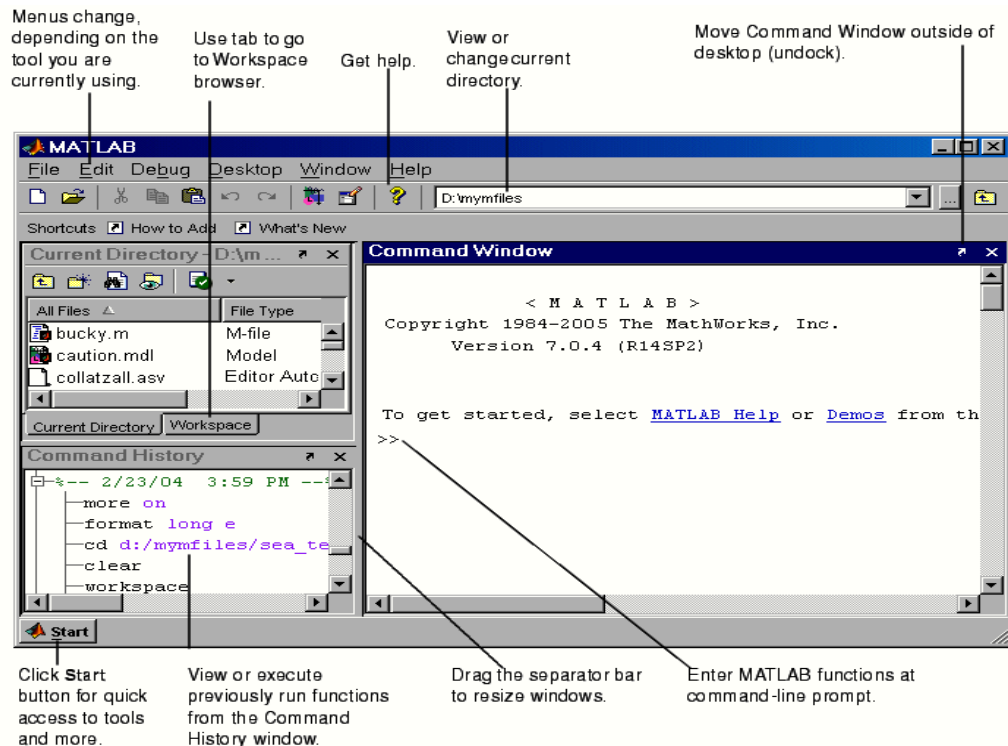 Menus change,
depending on the
tool you are
currently using.
Use tab to go
to Workspace
browser.
Get help.
View or
change current
directory.
Move Command Window outside of
desktop (undock).
MATLAB
File Edit Debug Desktop Window Help
D:\mymfiles
...
Shortcuts How to Add What's New
Current Directory - D:\m ...
All Files File Type
bucky.m M-file
caution.mdl Model
collatzall.asv Editor Auto
Current Directory Workspace
Command History
%-- 2/23/04 3:59 PM --%
more on
format long e
cd d:/mymfiles/sea_te
clear
workspace
Command Window
< M A T L A B >
Copyright 1984-2005 The MathWorks, Inc.
Version 7.0.4 (R14SP2)
To get started, select MATLAB Help or Demos from th
>>
Start
Click Start
button for quick
access to tools
and more.
View or execute
previously run functions
from the Command
History window.
Drag the separator bar
to resize windows.
Enter MATLAB functions at
command-line prompt.